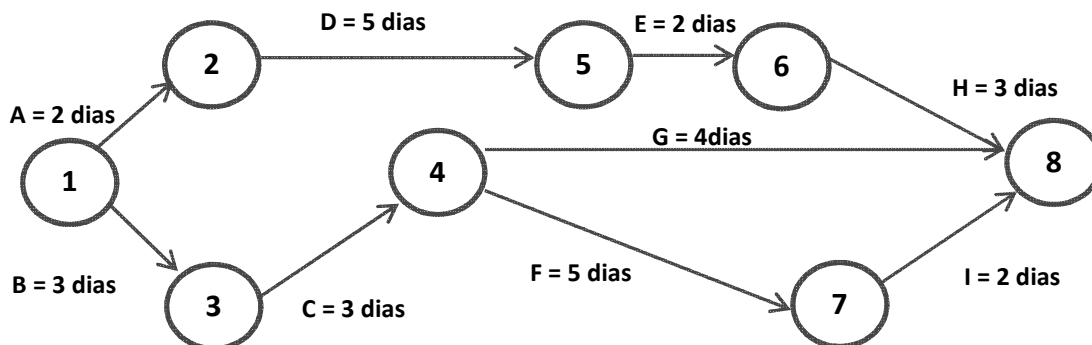 D = 5 dias
E = 2 dias
2
5
6
A = 2 dias
H = 3 dias
G = 4dias
1
4
8
B = 3 dias
3
C = 3 dias
F = 5 dias
7
I = 2 dias